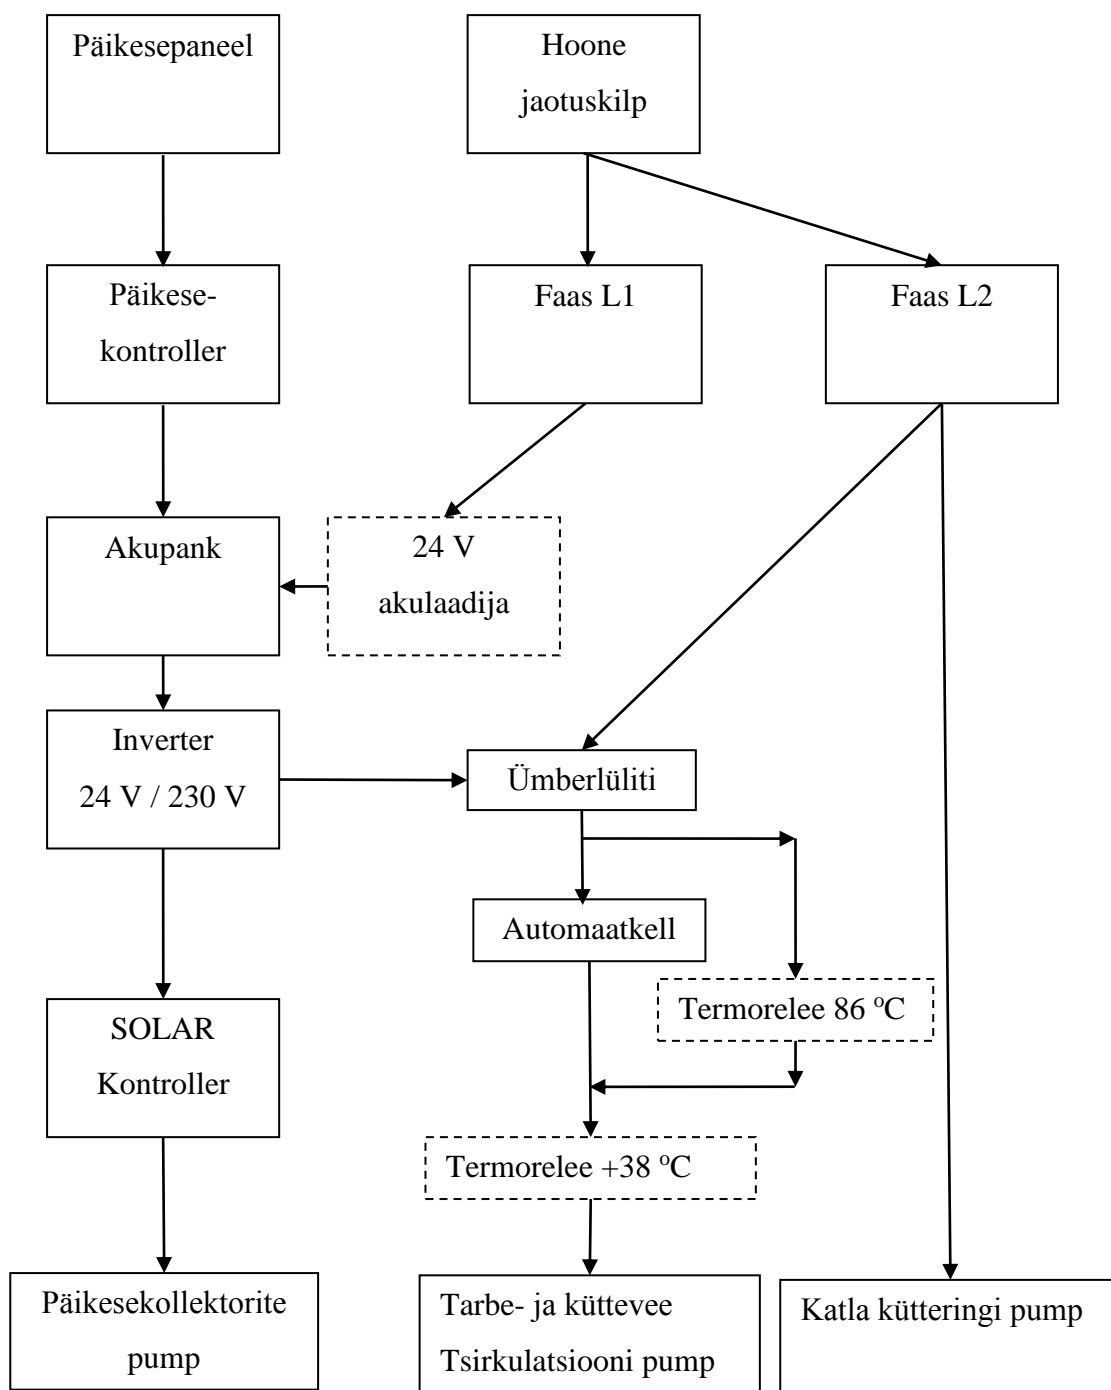 Päikesepaneel
Hoone
jaotuskilp
Päikese-
kontroller
Faas L1
Faas L2
Akupank
24 V
akulaadija
Inverter
24 V / 230 V
Ümberlüliti
Automaatkell
Termorelee 86 ºC
SOLAR
Kontroller
Termorelee +38 ºC
Päikesekollektorite
pump
Tarbe- ja küttevee
Tsirkulatsiooni pump
Katla kütteringi pump